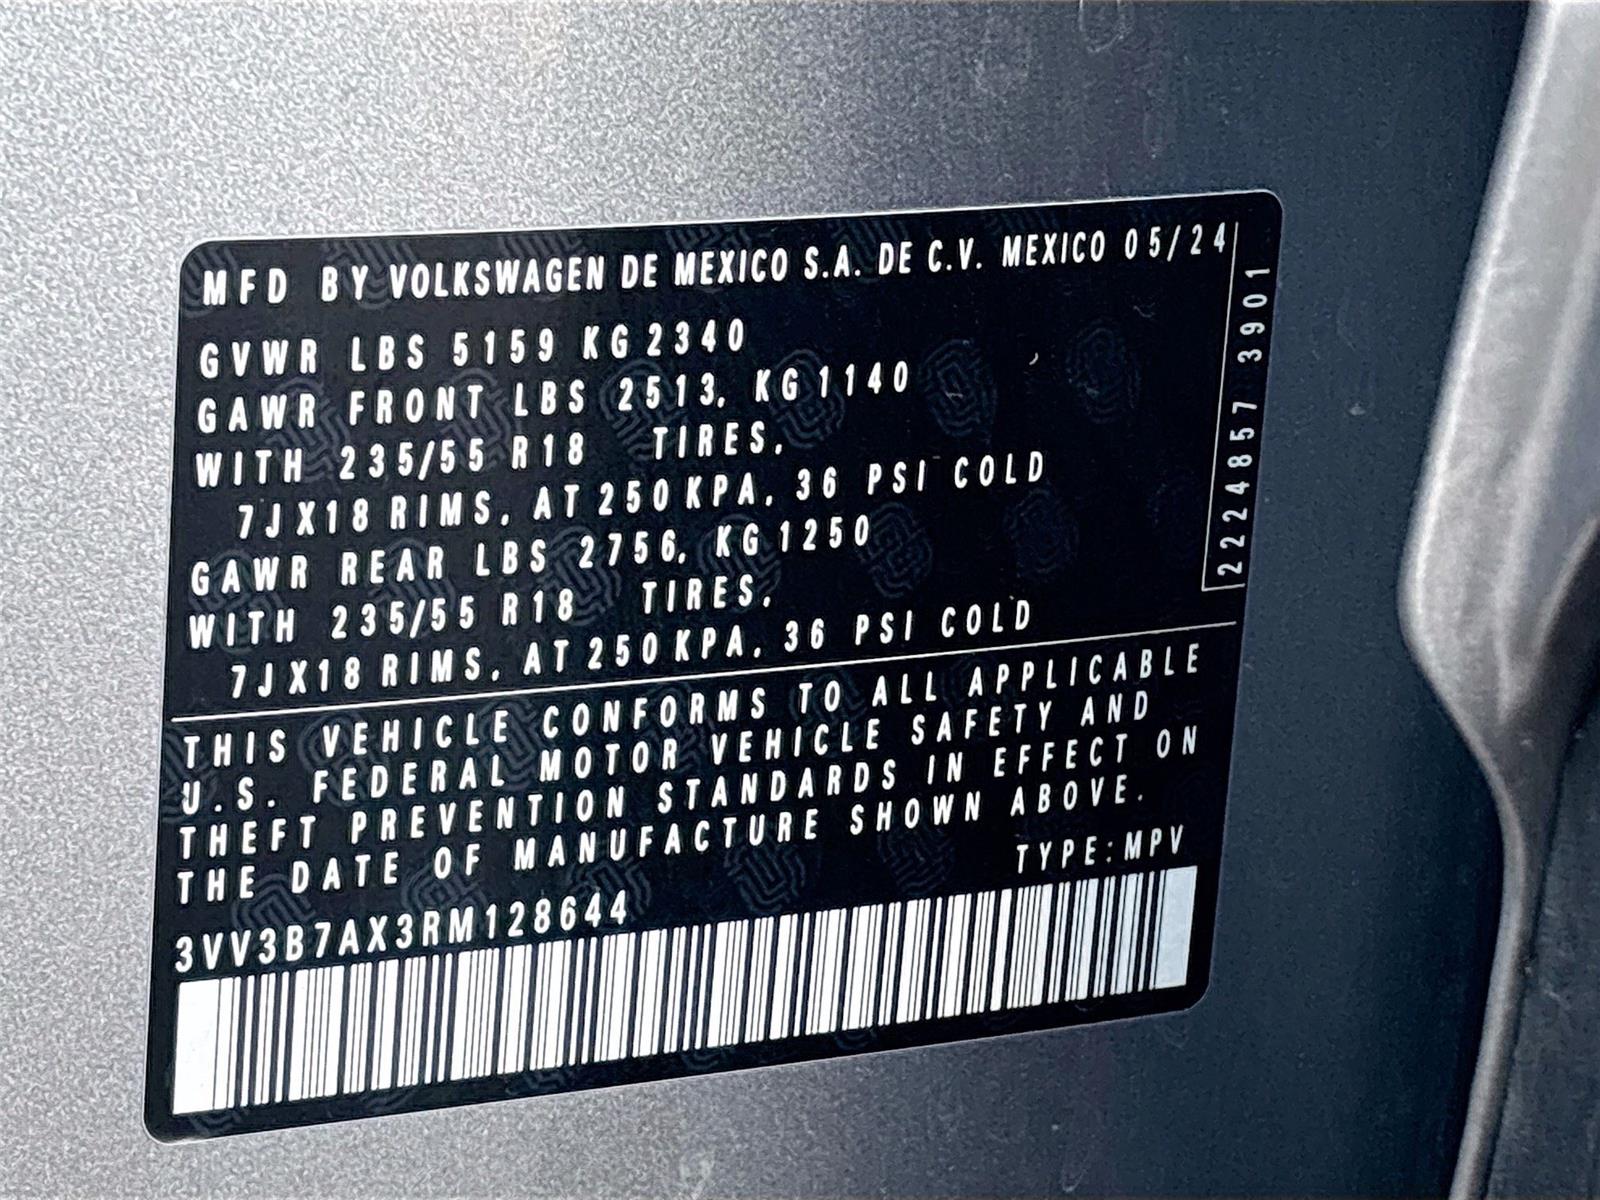 MFD BY VOLKSWAGEN DE MEXICO S.A. DE C.V. MEXICO 05/24
GVWR LBS 5159 KG 2340
GAWR FRONT LBS 2513, KG 1140
WITH 235/55 R18 TIRES,
7JX18 RIMS, AT 250 KPA, 36 PSI COLD
GAWR REAR LBS 2756, KG 1250
WITH 235/55 R18 TIRES,
7JX18 RIMS, AT 250 KPA, 36 PSI COLD
2224857 3901
THIS VEHICLE CONFORMS TO ALL APPLICABLE
U.S. FEDERAL MOTOR VEHICLE SAFETY AND
THEFT PREVENTION STANDARDS IN EFFECT ON
THE DATE OF MANUFACTURE SHOWN ABOVE.
TYPE:MPV
3VV3B7AX3RM128644